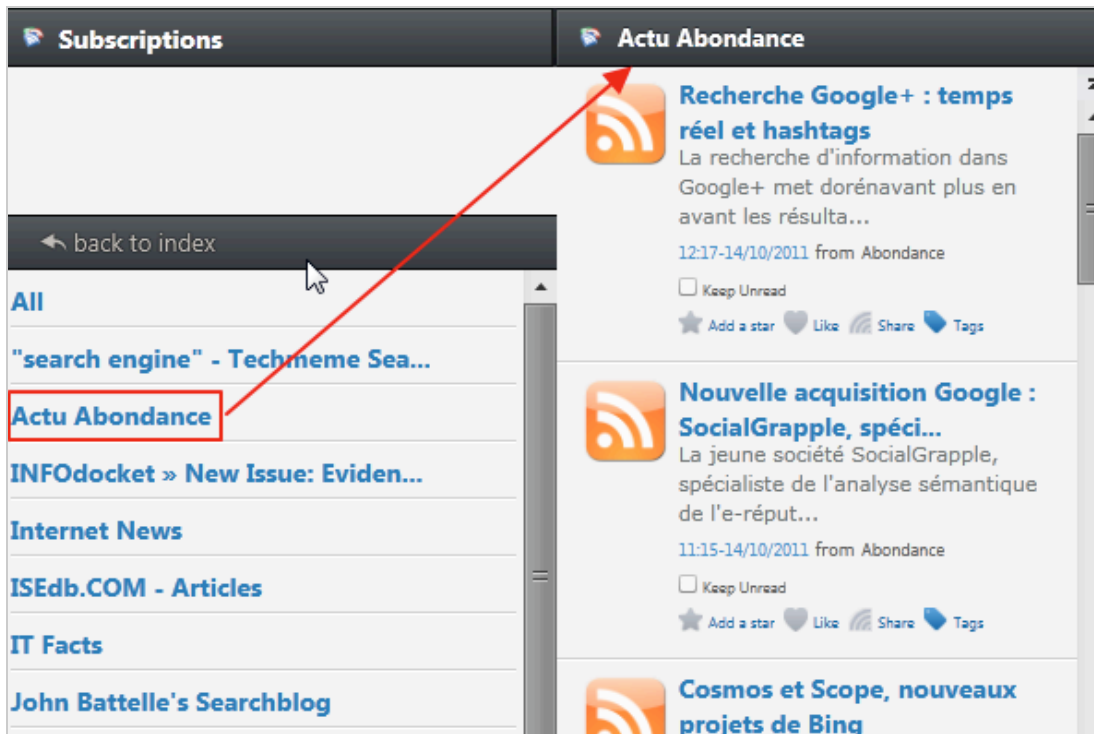 Subscriptions
back to index
All
"search engine" - Techmeme Sea...
Actu Abondance
INFOdocket » New Issue: Eviden...
Internet News
ISEdb.COM - Articles
IT Facts
John Battelle's Searchblog
Actu Abondance
Recherche Google+ : temps
réel et hashtags
La recherche d'information dans
Google+ met dorénavant plus en
avant les résulta...
12:17-14/10/2011 from Abondance
Keep Unread
Add a star Like Share Tags
Nouvelle acquisition Google :
SocialGrapple, spéci...
La jeune société SocialGrapple,
spécialiste de l'analyse sémantique
de l'e-réput...
11:15-14/10/2011 from Abondance
Keep Unread
Add a star Like Share Tags
Cosmos et Scope, nouveaux
projets de Bing